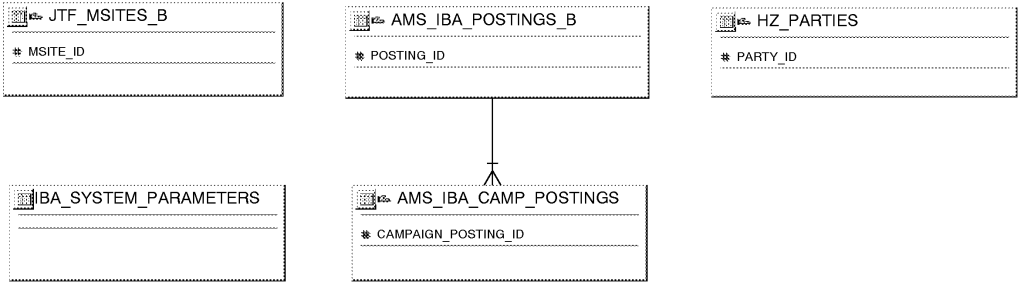 JTF_MSITES_B
# MSITE_ID
AMS_IBA_POSTINGS_B
# POSTING_ID
HZ_PARTIES
# PARTY_ID
IBA_SYSTEM_PARAMETERS
AMS_IBA_CAMP_POSTINGS
# CAMPAIGN_POSTING_ID